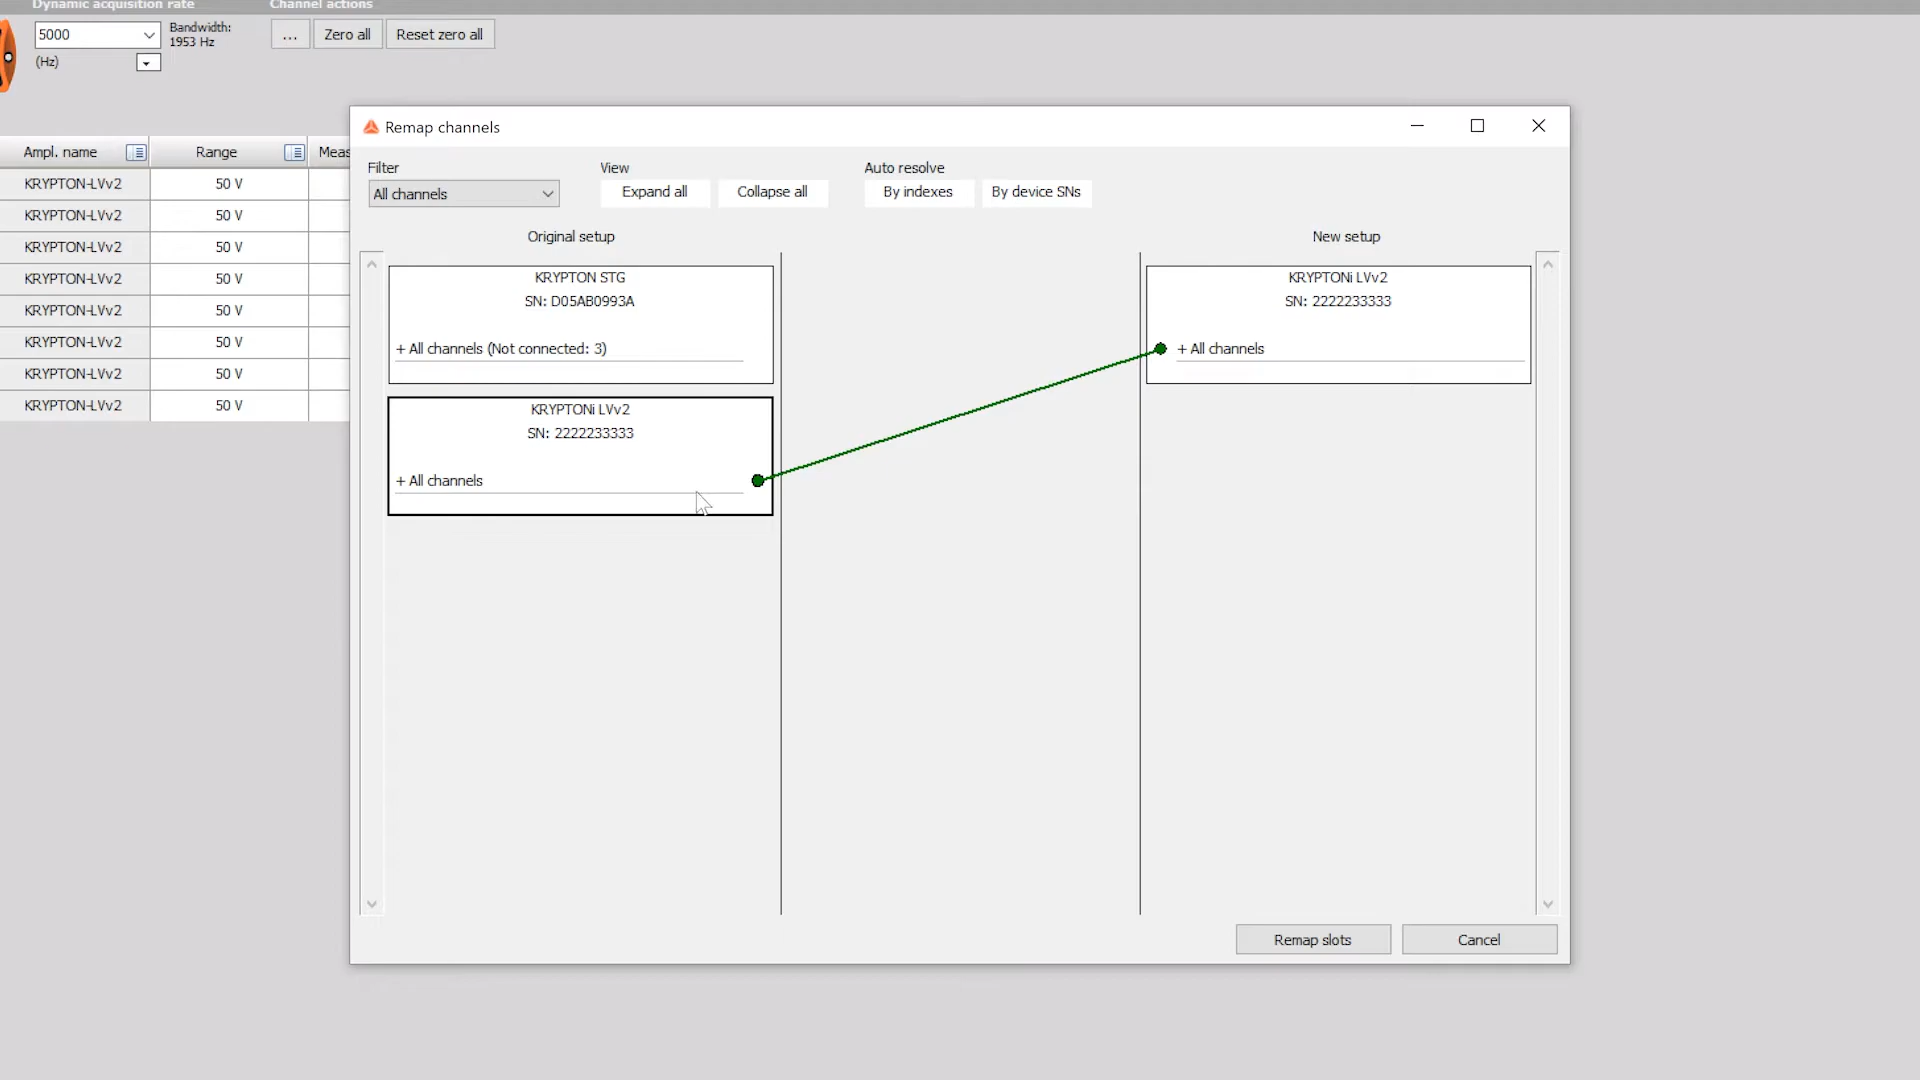 Dynamic acquisition rate
Channel actions
5000
Bandwidth:
1953 Hz
(Hz)
...
Zero all
Reset zero all
Ampl. name
Range
Meas
KRYPTON-LVv2
50 V
KRYPTON-LVv2
50 V
KRYPTON-LVv2
50 V
KRYPTON-LVv2
50 V
KRYPTON-LVv2
50 V
KRYPTON-LVv2
50 V
KRYPTON-LVv2
50 V
KRYPTON-LVv2
50 V
Remap channels
Filter
All channels
View
Expand all
Collapse all
Auto resolve
By indexes
By device SNs
Original setup
New setup
KRYPTON STG
SN: D05AB0993A
+ All channels (Not connected: 3)
KRYPTONi LVv2
SN: 2222233333
+ All channels
KRYPTONi LVv2
SN: 2222233333
+ All channels
Remap slots
Cancel